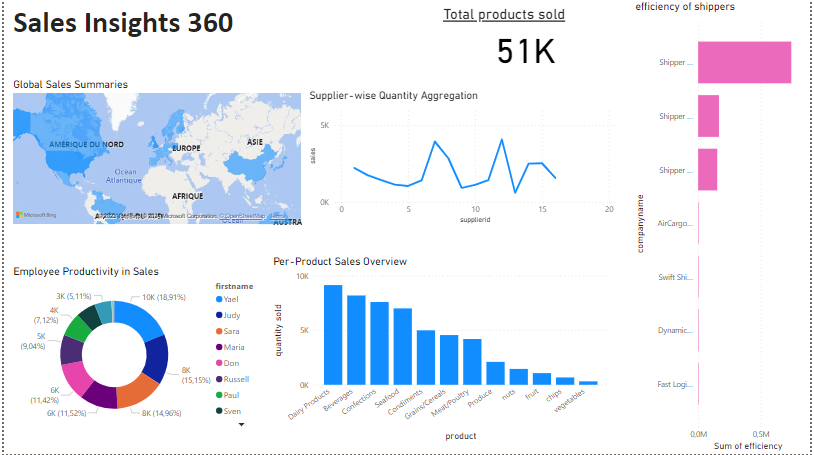 Sales Insights 360
Total products sold
51K
efficiency of shippers
Shipper ...
Shipper ...
Shipper ...
AirCargo...
Swift Shi...
Dynamic...
Fast Logi...
companyname
0,0M
0,5M
Sum of efficiency
Global Sales Summaries
AMÉRIQUE DU NORD
EUROPE
ASIE
Océan
Atlantique
AFRIQUE
Microsoft Bing
Microsoft Corporation, © OpenStreetMap
AUSTRA
Supplier-wise Quantity Aggregation
5K
0K
sales
0
5
10
15
20
supplierid
Employee Productivity in Sales
3K (5,11%)
10K (18,91%)
4K
(7,12%)
5K
(9,04%)
8K
(15,15%)
6K
(11,42%)
6K (11,52%)
8K (14,96%)
firstname
Yael
Judy
Sara
Maria
Don
Russell
Paul
Sven
Per-Product Sales Overview
10K
5K
0K
quantity sold
Dairy Products
Beverages
Confections
Seafood
Condiments
Grains/Cereals
Meat/Poultry
Produce
nuts
fruit
chips
vegetables
product